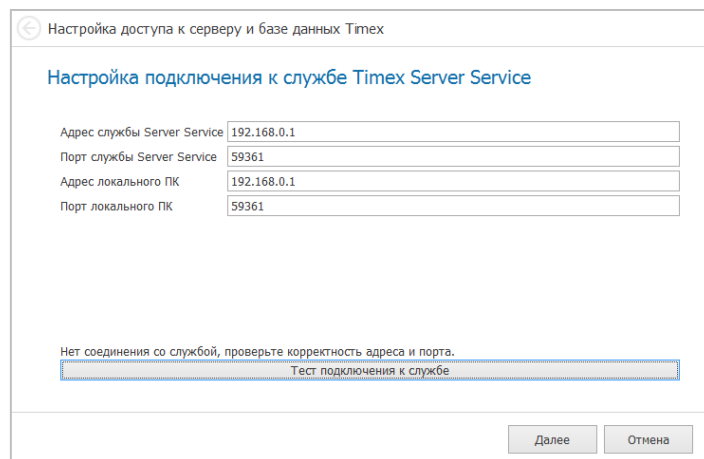 Настройка доступа к серверу и базе данных Timex
Настройка подключения к службе Timex Server Service
Адрес службы Server Service 192.168.0.1
Порт службы Server Service 59361
Адрес локального ПК 192.168.0.1
Порт локального ПК 59361
Нет соединения со службой, проверьте корректность адреса и порта.
Тест подключения к службе
Далее Отмена